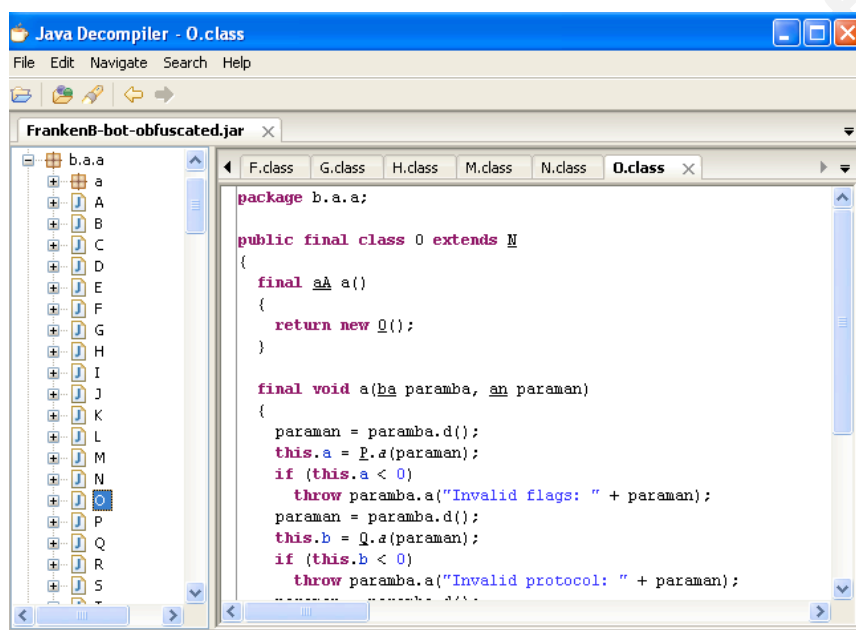 Java Decompiler - O.class
File Edit Navigate Search Help
FrankenB-bot-obfuscated.jar
b.a.a
a
A
B
C
D
E
F
G
H
I
J
K
L
M
N
O
P
Q
R
S
F.class G.class H.class M.class N.class O.class
package b.a.a;
public final class O extends N
{
final aA a()
{
return new O();
}
final void a(ba paramba, an paraman)
{
paraman = paramba.d();
this.a = P.a(paraman);
if (this.a < 0)
throw paramba.a("Invalid flags: " + paraman);
paraman = paramba.d();
this.b = Q.a(paraman);
if (this.b < 0)
throw paramba.a("Invalid protocol: " + paraman);